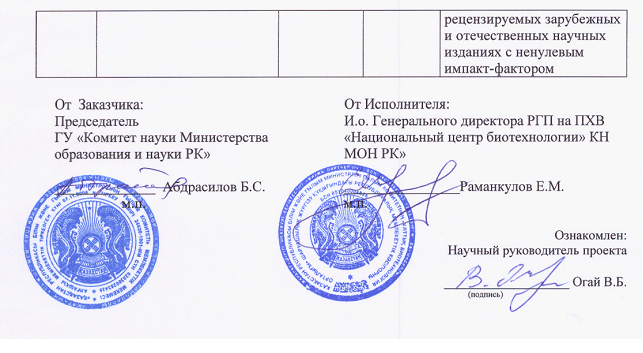 рецензируемых зарубежных
и отечественных научных
изданиях с ненулевым
импакт-фактором
От Заказчика:
Председатель
ГУ «Комитет науки Министерства
образования и науки РК»
Абдрасилов Б.С.
М.П.
От Исполнителя:
И.о. Генерального директора РГП на ПХВ
«Национальный центр биотехнологии» КН
МОН РК»
Раманкулов Е.М.
М.П.
Ознакомлен:
Научный руководитель проекта
Огай В.Б.
(подпись)
ҚАЗАҚСТАН
ҚАЗАҚСТАН